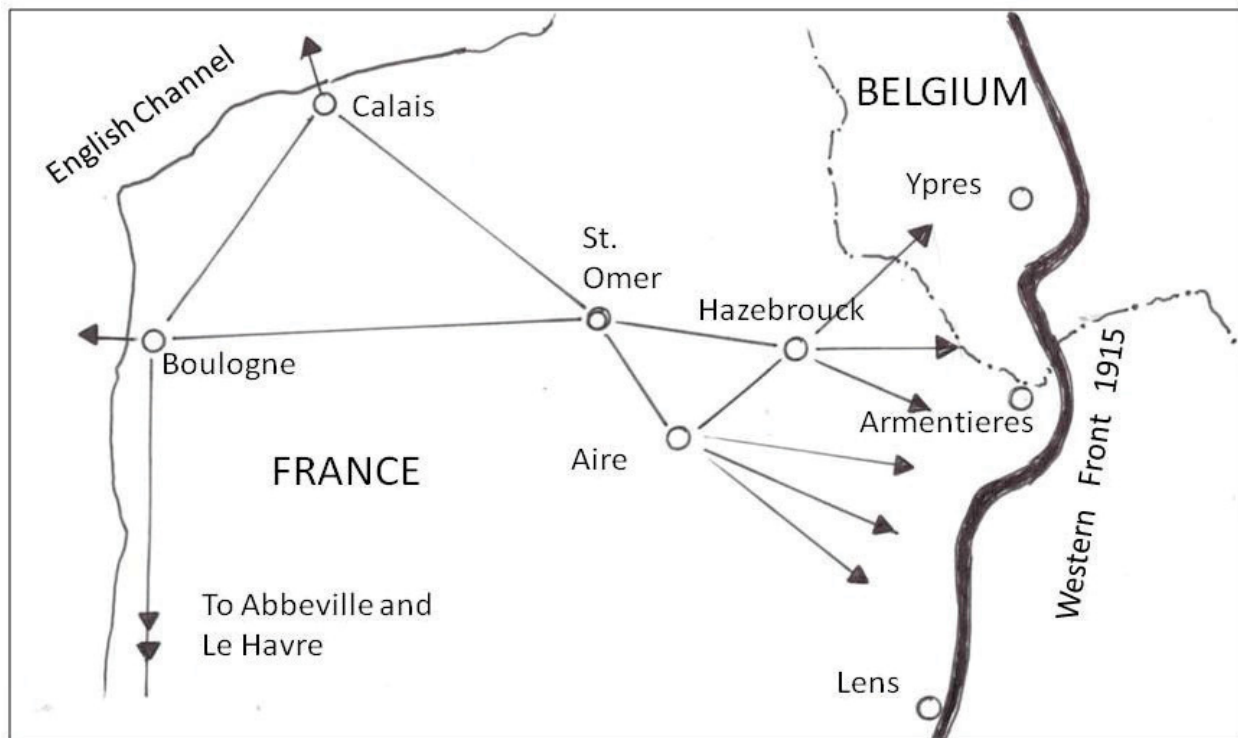 English Channel
Calais
BELGIUM
Ypres
St.
Omer
Hazebrouck
Boulogne
Armentieres
Aire
FRANCE
Western Front 1915
To Abbeville and
Le Havre
Lens